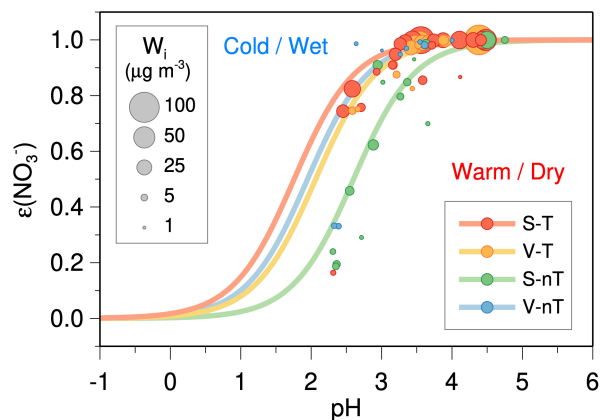 W_i
(μg m⁻³)
100
50
25
5
1
Cold / Wet
Warm / Dry
S-T
V-T
S-nT
V-nT
ε(NO₃⁻)
1.0
0.8
0.6
0.4
0.2
0.0
-1 0 1 2 3 4 5 6
pH